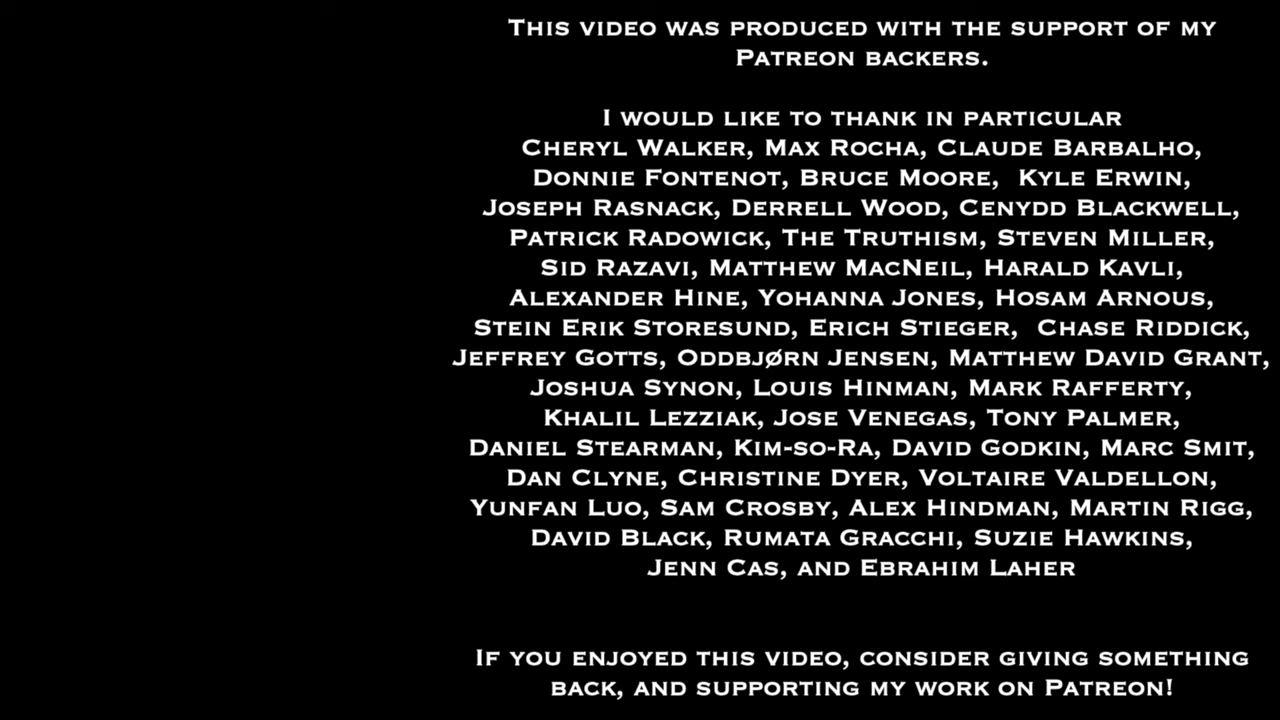 This video was produced with the support of my
Patreon backers.
I would like to thank in particular
Cheryl Walker, Max Rocha, Claude Barbalho,
Donnie Fontenot, Bruce Moore,  Kyle Erwin,
Joseph Rasnack, Derrell Wood, Cenydd Blackwell,
Patrick Radowick, The Truthism, Steven Miller,
Sid Razavi, Matthew MacNeil, Harald Kavli,
Alexander Hine, Yohanna Jones, Hosam Arnous,
Stein Erik Storesund, Erich Stieger,  Chase Riddick,
Jeffrey Gotts, Oddbjørn Jensen, Matthew David Grant,
Joshua Synon, Louis Hinman, Mark Rafferty,
Khalil Lezziak, Jose Venegas, Tony Palmer,
Daniel Stearman, Kim-so-Ra, David Godkin, Marc Smit,
Dan Clyne, Christine Dyer, Voltaire Valdellon,
Yunfan Luo, Sam Crosby, Alex Hindman, Martin Rigg,
David Black, Rumata Gracchi, Suzie Hawkins,
Jenn Cas, and Ebrahim Laher
If you enjoyed this video, consider giving something
back, and supporting my work on Patreon!